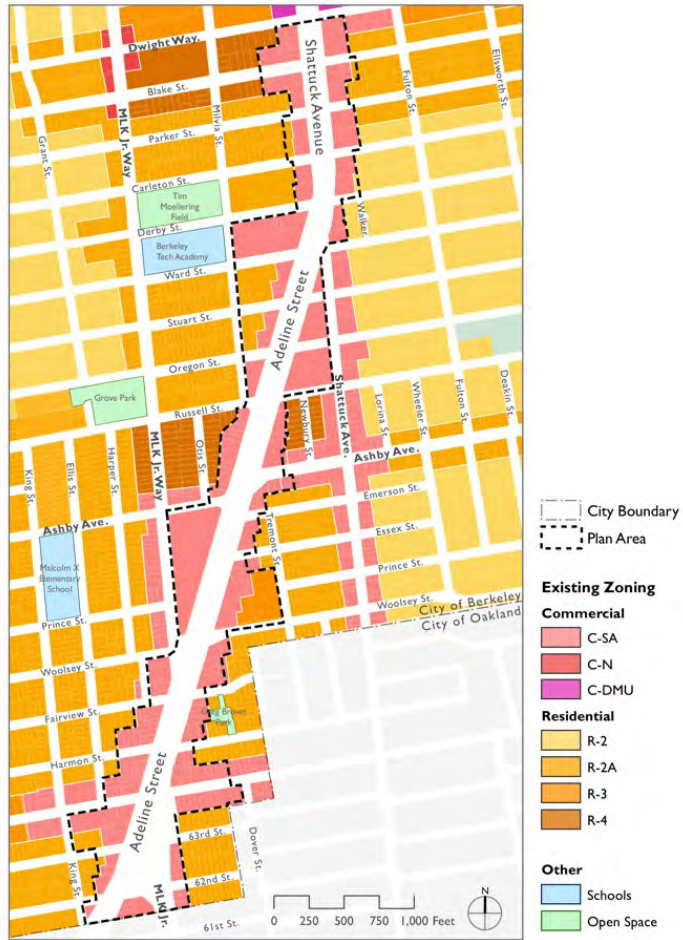 Dwight Way.
Shattuck Avenue
Blake St.
Fulton St.
Ellsworth St.
Grant St.
MLK Jr. Way
Milvia St.
Parker St.
Carleton St.
Tim
Moellering
Field
Derby St.
Walker.
Berkeley
Tech Academy
Ward St.
Stuart St.
Adeline Street
Oregon St.
Grove Park
Russell St.
Shattuck Ave.
Newbury St.
Lorina St.
Wheeler St.
Fulton St.
Deakin St.
King St.
Ellis St.
Harper St.
MLK Jr. Way
Otis St.
Ashby Ave.
Emerson St.
Ashby Ave.
Tremont St.
Essex St.
Malcolm X
Elementary
School
Prince St.
Prince St.
Woolsey St.
City of Berkeley
City of Oakland
Woolsey St.
Fairview St.
Greg Brown
Park
Harmon St.
Adeline Street
63rd St.
Dover St.
King St.
62nd St.
MLK Jr.
61st St.
0 250 500 750 1,000 Feet
N
City Boundary
Plan Area
Existing Zoning
Commercial
C-SA
C-N
C-DMU
Residential
R-2
R-2A
R-3
R-4
Other
Schools
Open Space